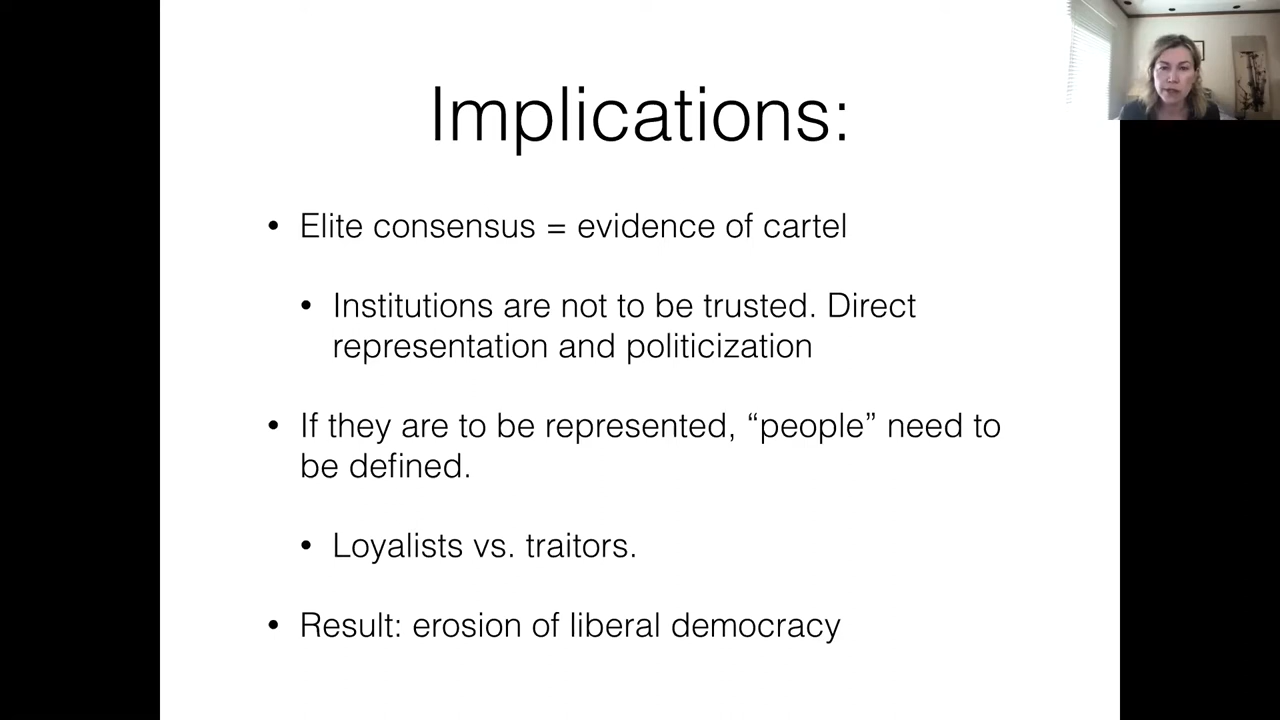 Implications:
• Elite consensus = evidence of cartel
• Institutions are not to be trusted. Direct
representation and politicization
• If they are to be represented, “people” need to
be defined.
• Loyalists vs. traitors.
• Result: erosion of liberal democracy